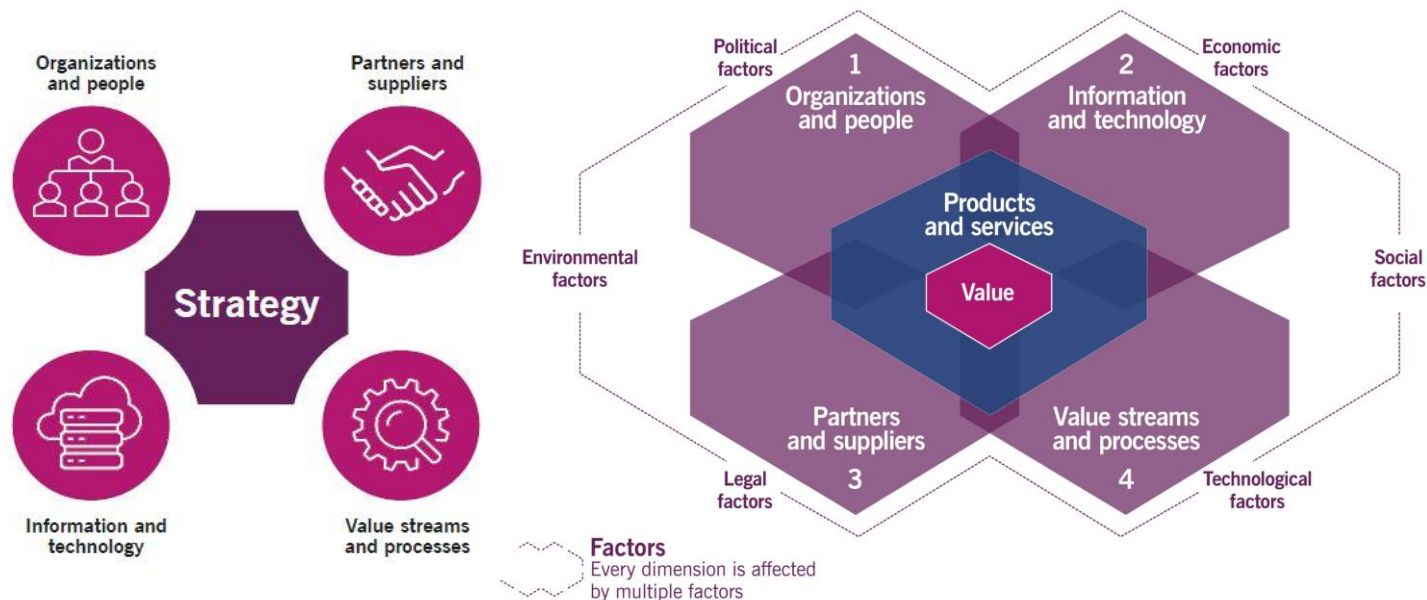 Organizations
and people
Partners and
suppliers
Strategy
Information and
technology
Value streams
and processes
Political
factors
1
Organizations
and people
2
Information
and technology
Economic
factors
Environmental
factors
Products
and services
Value
Social
factors
Partners
and suppliers
3
Value streams
and processes
4
Legal
factors
Technological
factors
Factors
Every dimension is affected
by multiple factors